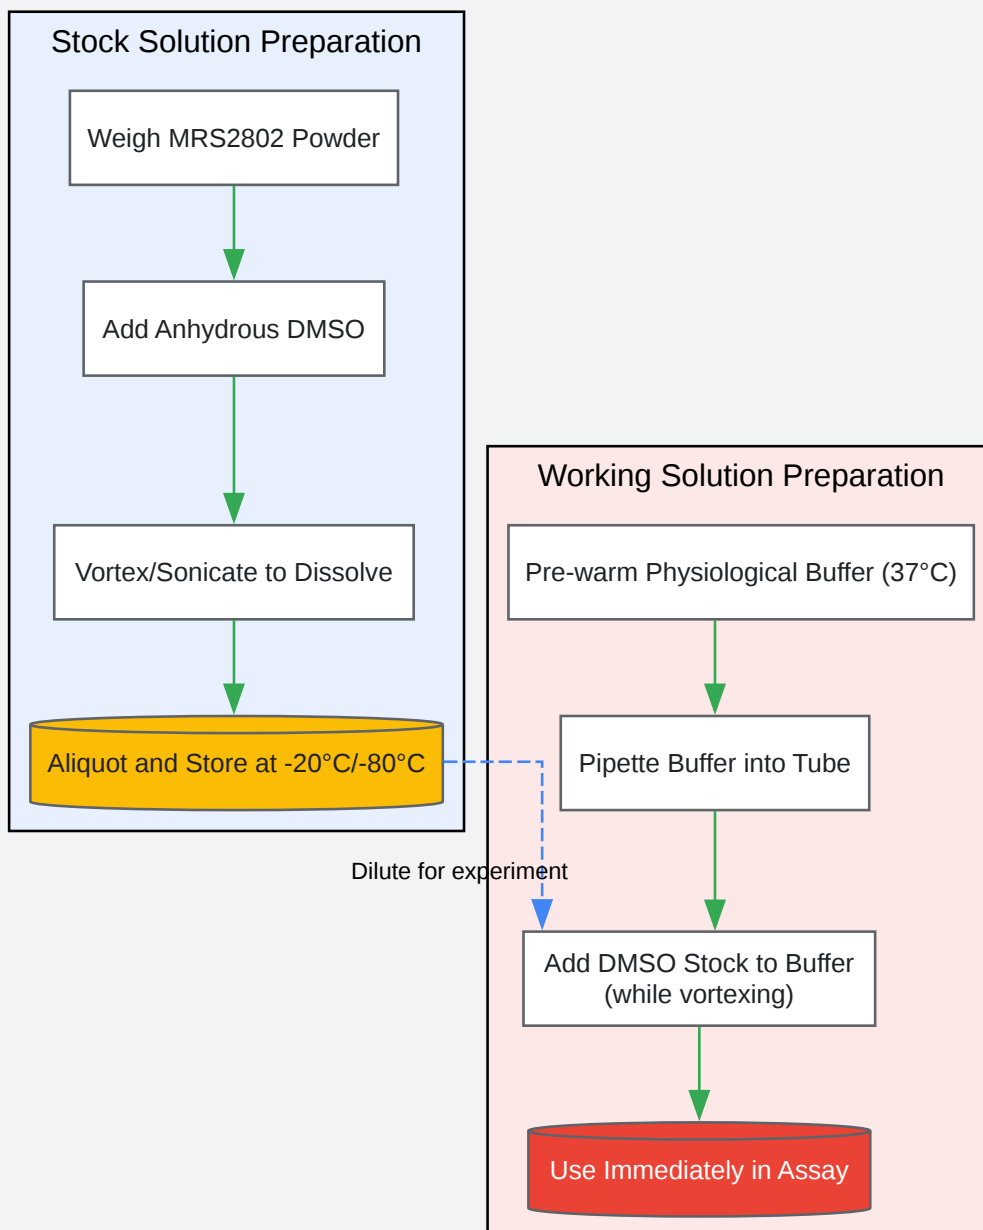 Stock Solution Preparation
Weigh MRS2802 Powder
Add Anhydrous DMSO
Vortex/Sonicate to Dissolve
Aliquot and Store at -20°C/-80°C
Dilute for experiment
Working Solution Preparation
Pre-warm Physiological Buffer (37°C)
Pipette Buffer into Tube
Add DMSO Stock to Buffer
(while vortexing)
Use Immediately in Assay